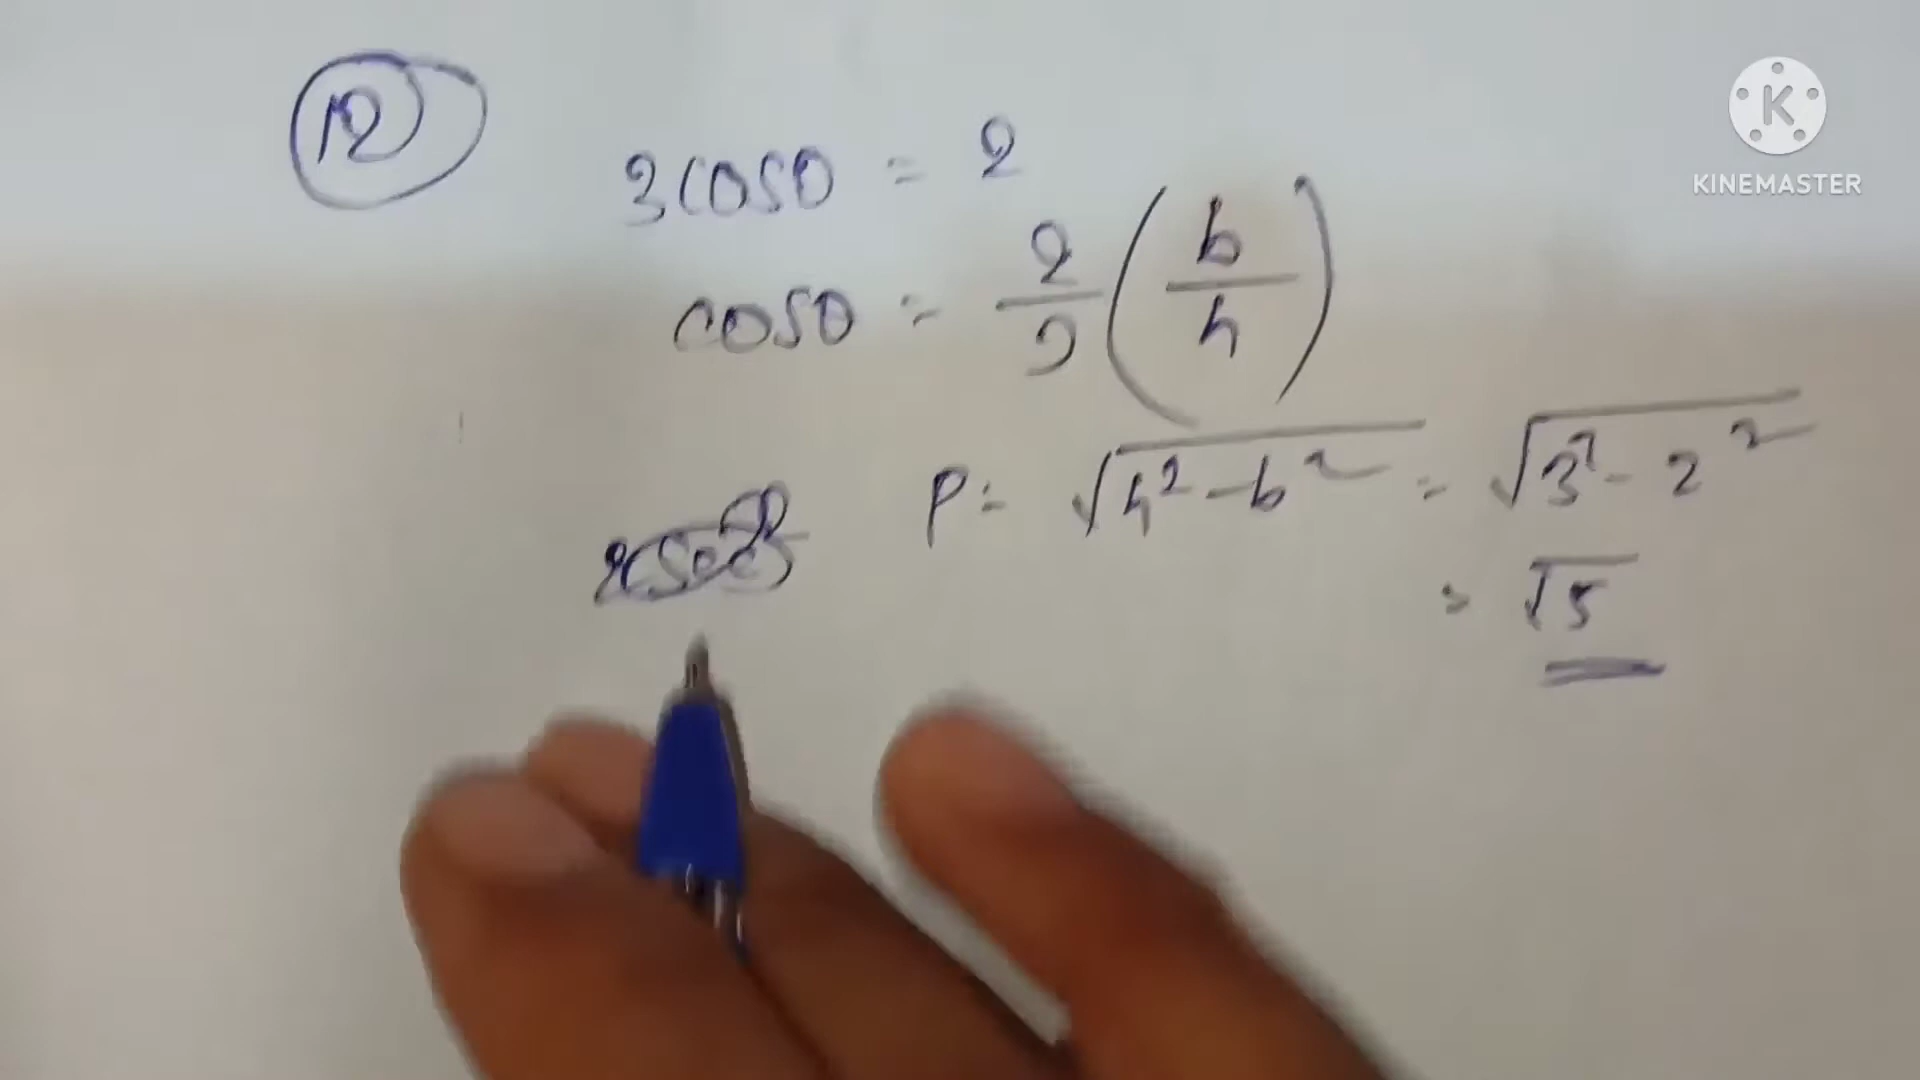 12
3cosθ = 2
cosθ = 2/3 (b/h)
P = √h² - b² = √3² - 2²
= √5
K
KINEMASTER